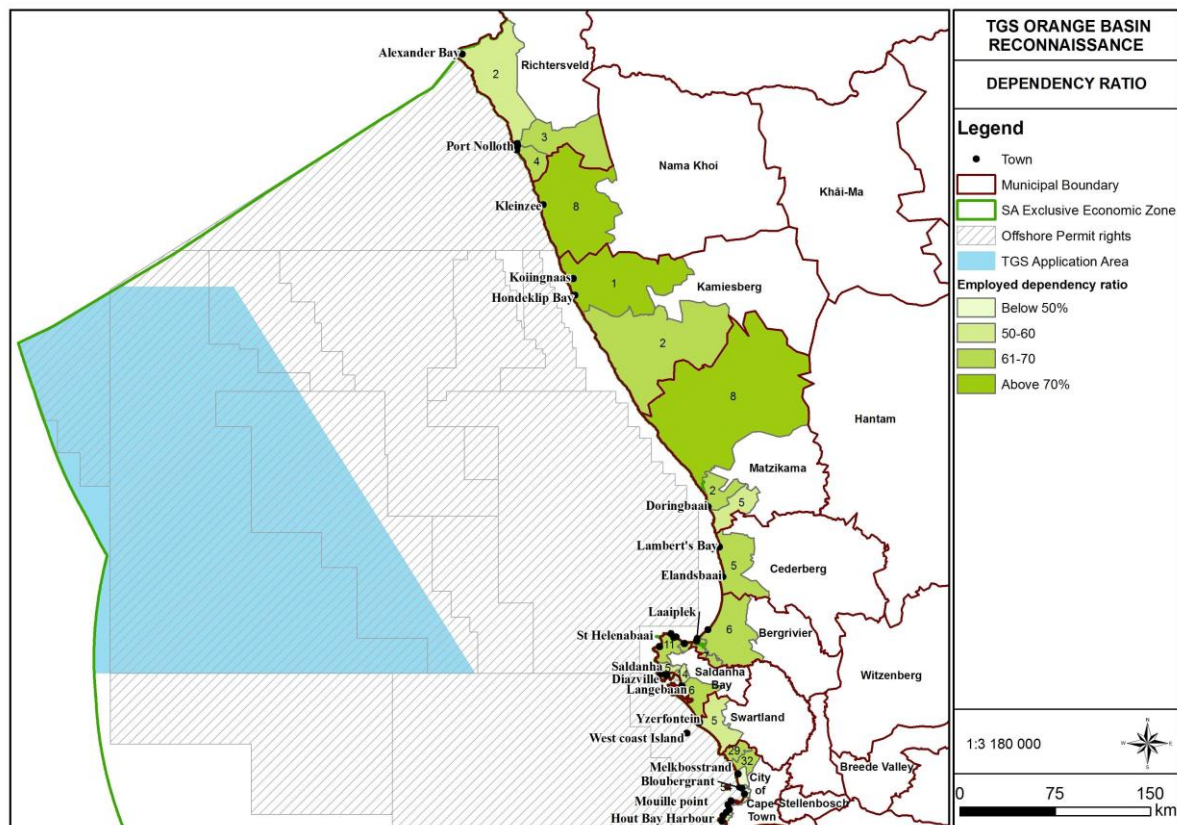 Alexander Bay
2
Richtersveld
3
Port Nolloth
4
Nama Khoi
Khâi-Ma
Kleinzee
8
Koiingnaas
1
Kamiesberg
Hondeklip Bay
2
8
Hantam
Matzikama
2
5
Doringbaai
Lambert's Bay
5
Cederberg
Elandsbaai
Laaiplek
6
Bergrivier
St Helenabaai
11
7
Witzenberg
Saldanha
5
4
Saldanha
Bay
Diazville
Langebaan
6
Yzerfontein
5
Swartland
West coast Island
29
32
Melkbosstrand
Breede Valley
City
of
Cape
Town
Bloubergrant
Stellenbosch
Mouille point
Hout Bay Harbour
TGS ORANGE BASIN
RECONNAISSANCE
DEPENDENCY RATIO
Legend
Town
Municipal Boundary
SA Exclusive Economic Zone
Offshore Permit rights
TGS Application Area
Employed dependency ratio
Below 50%
50-60
61-70
Above 70%
1:3 180 000
N
W
E
S
0 75 150
km